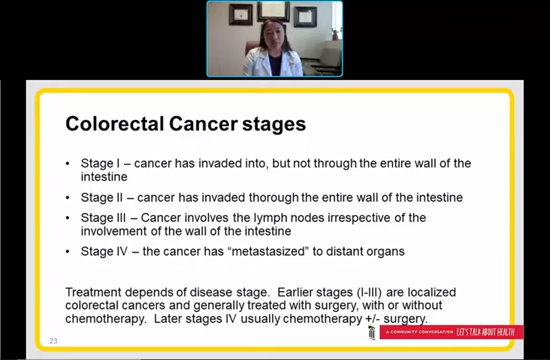 Colorectal Cancer stages
• Stage I – cancer has invaded into, but not through the entire wall of the
intestine
• Stage II – cancer has invaded thorough the entire wall of the intestine
• Stage III – Cancer involves the lymph nodes irrespective of the
involvement of the wall of the intestine
• Stage IV – the cancer has “metastasized” to distant organs
Treatment depends of disease stage. Earlier stages (I-III) are localized
colorectal cancers and generally treated with surgery, with or without
chemotherapy. Later stages IV usually chemotherapy +/- surgery.
23
A COMMUNITY CONVERSATION LET'S TALK ABOUT HEALTH